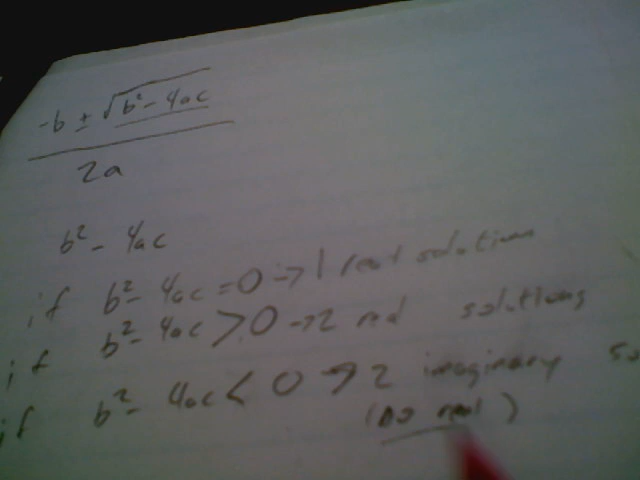 -b ± √b² - 4ac
2a
b² - 4ac
if b² - 4ac = 0 → 1 real solution
if b² - 4ac > 0 → 2 real solutions
if b² - 4ac < 0 → 2 imaginary so
(no real)